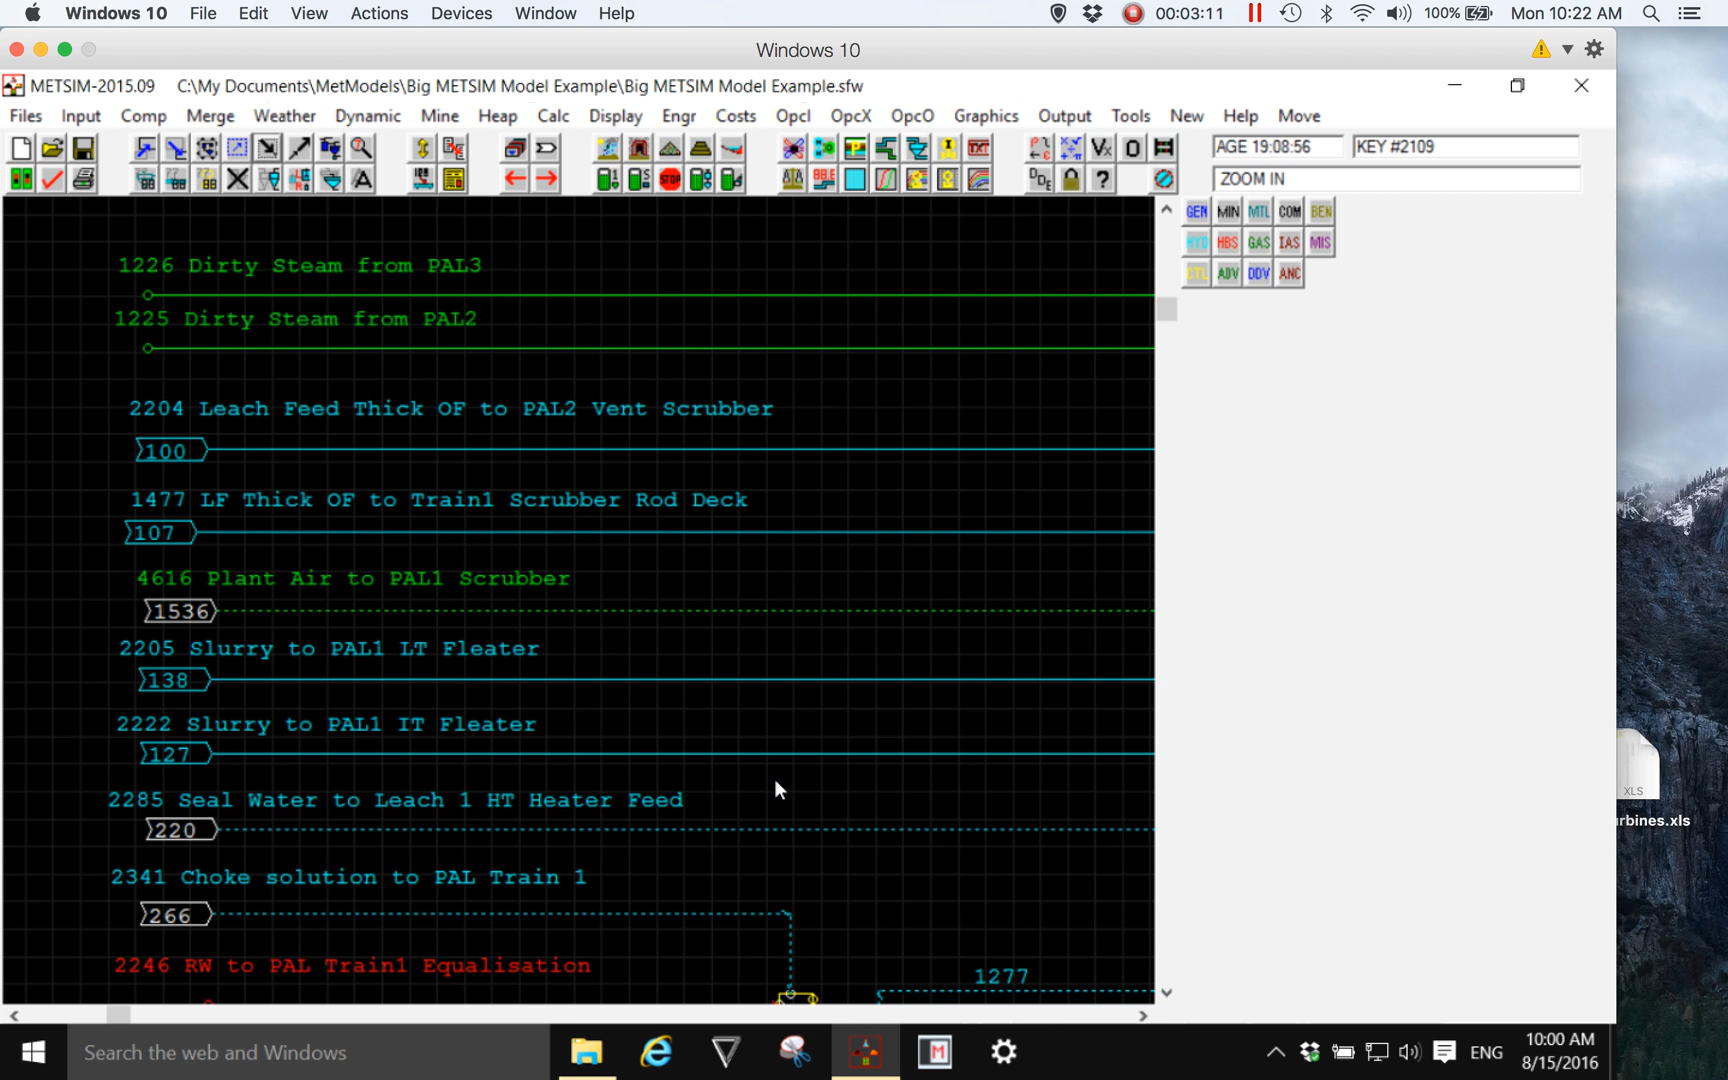 Windows 10 File Edit View Actions Devices Window Help 00:03:11 100% Mon 10:22 AM
Windows 10
METSIM-2015.09 C:\My Documents\MetModels\Big METSIM Model Example\Big METSIM Model Example.sfw
Files Input Comp Merge Weather Dynamic Mine Heap Calc Display Engr Costs Opcl OpcX OpcO Graphics Output Tools New Help Move
TXT Vx O AGE 19:08:56 KEY #2109
STOP BBLE DDE ? ZOOM IN
GEN MIN MTL COM BEN
HYD HBS GAS IAS MIS
CTL ADV DDV ANC
1226 Dirty Steam from PAL3
1225 Dirty Steam from PAL2
2204 Leach Feed Thick OF to PAL2 Vent Scrubber
100
1477 LF Thick OF to Train1 Scrubber Rod Deck
107
4616 Plant Air to PAL1 Scrubber
1536
2205 Slurry to PAL1 LT Fleater
138
2222 Slurry to PAL1 IT Fleater
127
2285 Seal Water to Leach 1 HT Heater Feed
220
2341 Choke solution to PAL Train 1
266
2246 RW to PAL Train1 Equalisation
1277
XLS
urbines.xls
Search the web and Windows
M
ENG
10:00 AM
8/15/2016